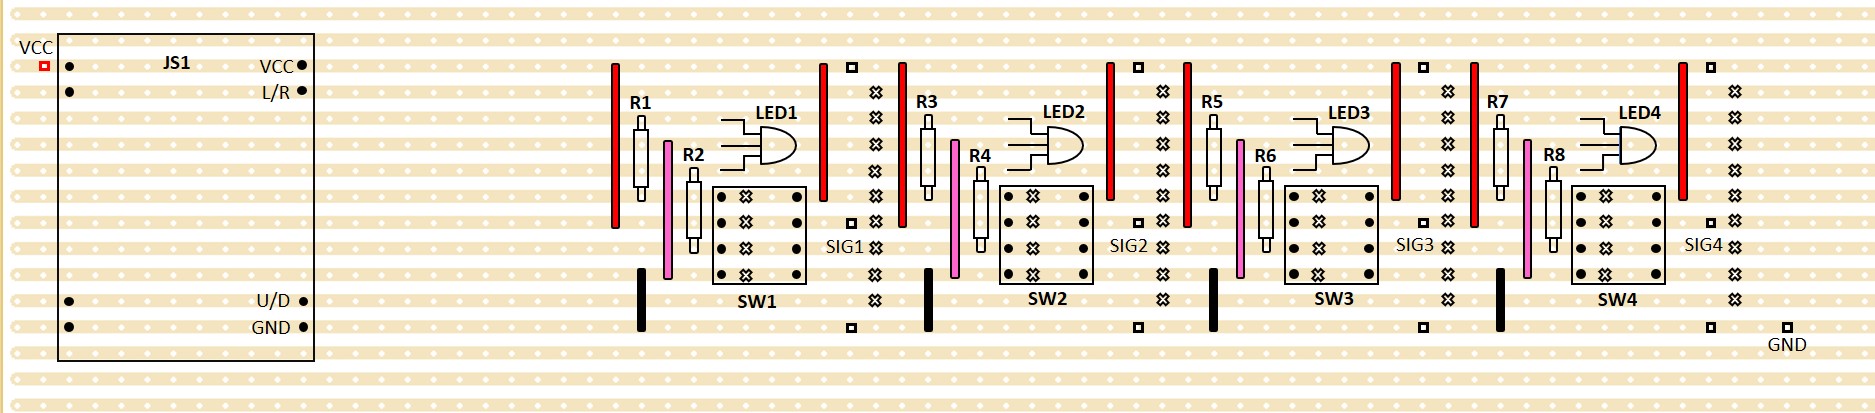 VCC
JS1
VCC
L/R
U/D
GND
R1
R2
LED1
SW1
SIG1
R3
R4
LED2
SW2
SIG2
R5
R6
LED3
SW3
SIG3
R7
R8
LED4
SW4
SIG4
GND